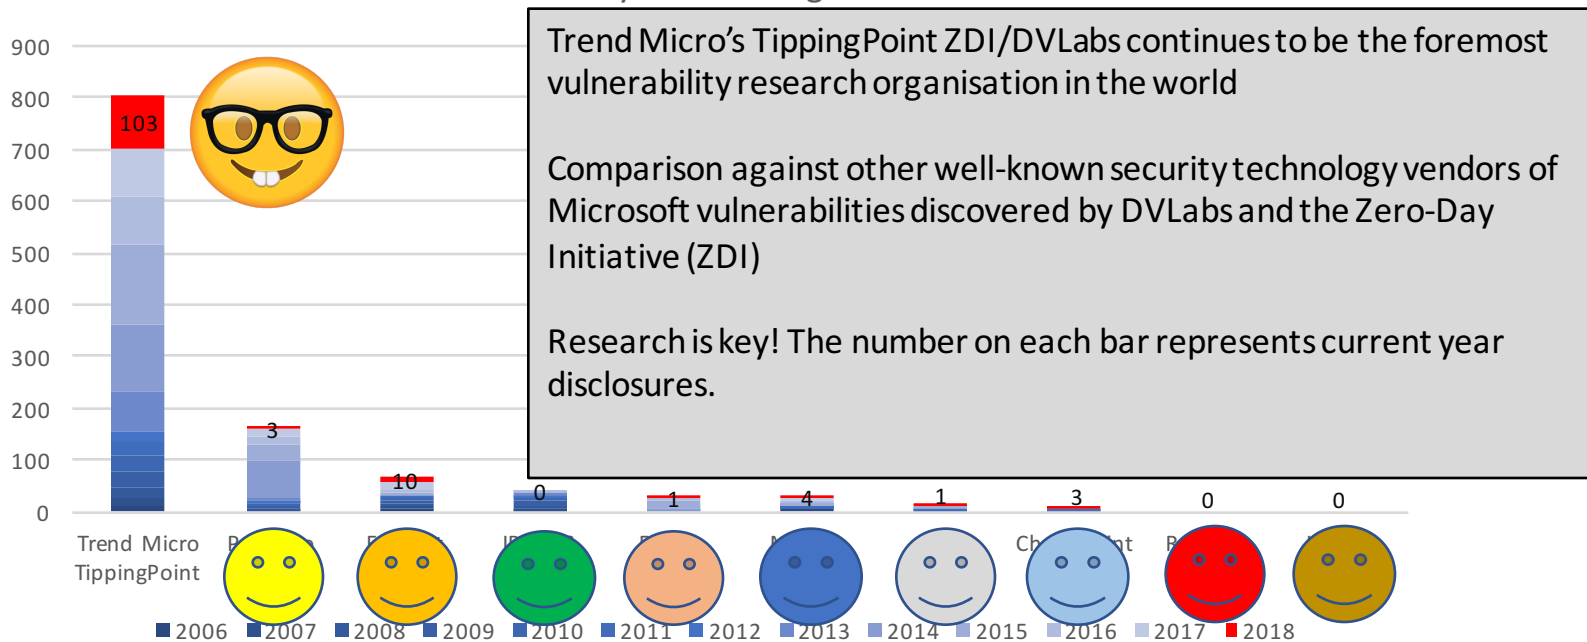 Trend Micro's TippingPoint ZDI/DVLabs continues to be the foremost
vulnerability research organisation in the world
Comparison against other well-known security technology vendors of
Microsoft vulnerabilities discovered by DVLabs and the Zero-Day
Initiative (ZDI)
Research is key! The number on each bar represents current year
disclosures.
900
800
700
600
500
400
300
200
100
0
103
3
10
0
1
4
1
3
0
0
Trend Micro
TippingPoint
2006 2007 2008 2009 2010 2011 2012 2013 2014 2015 2016 2017 2018